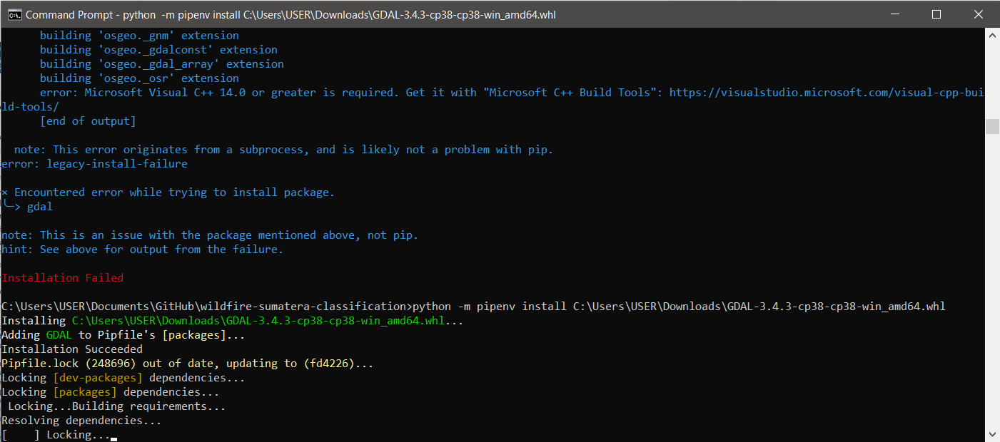 Command Prompt - python  -m pipenv install C:\Users\USER\Downloads\GDAL-3.4.3-cp38-cp38-win_amd64.whl
building 'osgeo._gnm' extension
building 'osgeo._gdalconst' extension
building 'osgeo._gdal_array' extension
building 'osgeo._osr' extension
error: Microsoft Visual C++ 14.0 or greater is required. Get it with "Microsoft C++ Build Tools": https://visualstudio.microsoft.com/visual-cpp-bui
ld-tools/
[end of output]
note: This error originates from a subprocess, and is likely not a problem with pip.
error: legacy-install-failure
× Encountered error while trying to install package.
╰─> gdal
note: This is an issue with the package mentioned above, not pip.
hint: See above for output from the failure.
Installation Failed
C:\Users\USER\Documents\GitHub\wildfire-sumatera-classification>python -m pipenv install C:\Users\USER\Downloads\GDAL-3.4.3-cp38-cp38-win_amd64.whl
Installing C:\Users\USER\Downloads\GDAL-3.4.3-cp38-cp38-win_amd64.whl...
Adding GDAL to Pipfile's [packages]...
Installation Succeeded
Pipfile.lock (248696) out of date, updating to (fd4226)...
Locking [dev-packages] dependencies...
Locking [packages] dependencies...
Locking...Building requirements...
Resolving dependencies...
[    ] Locking...